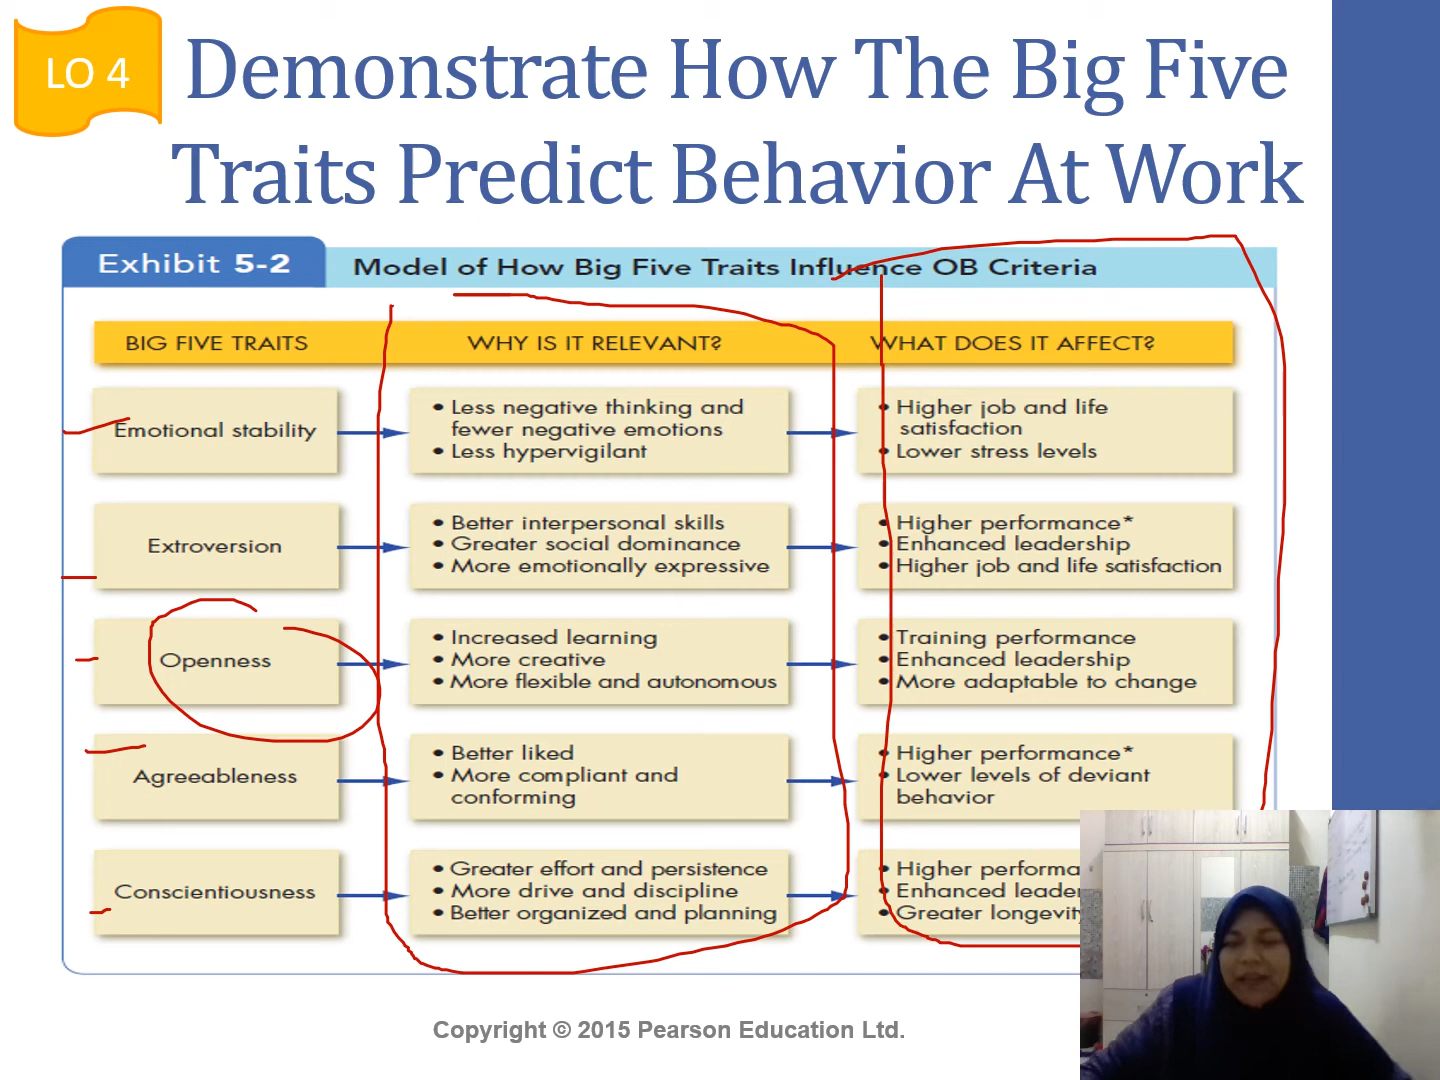 LO 4
Demonstrate How The Big Five
Traits Predict Behavior At Work
Exhibit 5-2
Model of How Big Five Traits Influence OB Criteria
BIG FIVE TRAITS
WHY IS IT RELEVANT?
WHAT DOES IT AFFECT?
Emotional stability
• Less negative thinking and
fewer negative emotions
• Less hypervigilant
• Higher job and life
satisfaction
• Lower stress levels
Extroversion
• Better interpersonal skills
• Greater social dominance
• More emotionally expressive
• Higher performance*
• Enhanced leadership
• Higher job and life satisfaction
Openness
• Increased learning
• More creative
• More flexible and autonomous
• Training performance
• Enhanced leadership
• More adaptable to change
Agreeableness
• Better liked
• More compliant and
conforming
• Higher performance*
• Lower levels of deviant
behavior
Conscientiousness
• Greater effort and persistence
• More drive and discipline
• Better organized and planning
• Higher performa
• Enhanced leader
• Greater longevity
Copyright © 2015 Pearson Education Ltd.